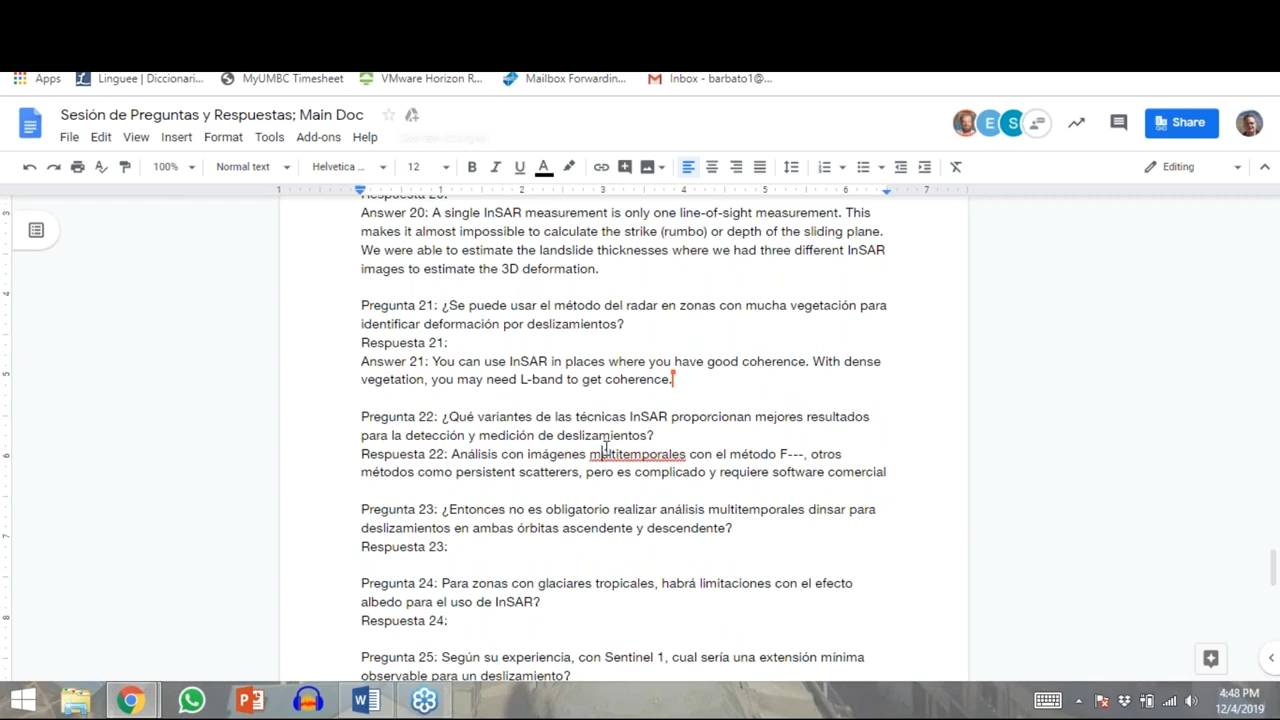 Apps Linguee | Diccionari... MyUMBC Timesheet VMware Horizon R... Mailbox Forwardin... Inbox - barbato1@...
Sesión de Preguntas y Respuestas; Main Doc
File Edit View Insert Format Tools Add-ons Help
E S Share
100% Normal text Helvetica ... 12 B I U A Editing
1 1 2 3 4 5 6 7
Answer 20: A single InSAR measurement is only one line-of-sight measurement. This
makes it almost impossible to calculate the strike (rumbo) or depth of the sliding plane.
We were able to estimate the landslide thicknesses where we had three different InSAR
images to estimate the 3D deformation.
Pregunta 21: ¿Se puede usar el método del radar en zonas con mucha vegetación para
identificar deformación por deslizamientos?
Respuesta 21:
Answer 21: You can use InSAR in places where you have good coherence. With dense
vegetation, you may need L-band to get coherence.
Pregunta 22: ¿Qué variantes de las técnicas InSAR proporcionan mejores resultados
para la detección y medición de deslizamientos?
Respuesta 22: Análisis con imágenes multitemporales con el método F---, otros
métodos como persistent scatterers, pero es complicado y requiere software comercial
Pregunta 23: ¿Entonces no es obligatorio realizar análisis multitemporales dinsar para
deslizamientos en ambas órbitas ascendente y descendente?
Respuesta 23:
Pregunta 24: Para zonas con glaciares tropicales, habrá limitaciones con el efecto
albedo para el uso de InSAR?
Respuesta 24:
Pregunta 25: Según su experiencia, con Sentinel 1, cual sería una extensión mínima
observable para un deslizamiento?
4:48 PM
12/4/2019